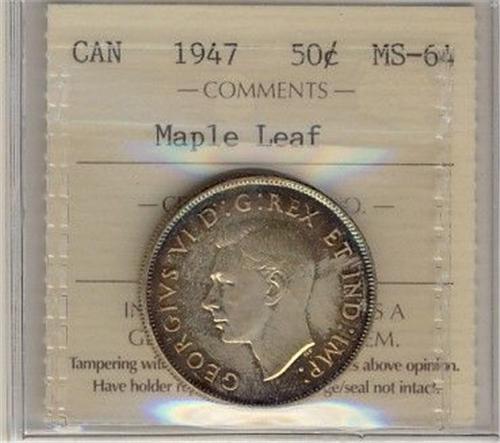 CAN 1947 50¢ MS-64
— COMMENTS —
Maple Leaf
GEORGIVS VI D:G:REX ET IND:IMP:
Tampering s above opinion.
Have holder ge/seal not intact.